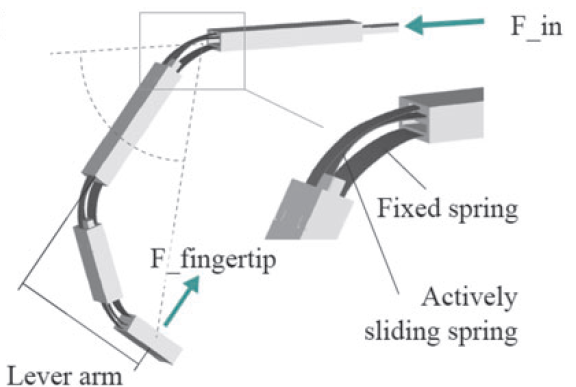 F_in
Fixed spring
F_fingertip
Actively
sliding spring
Lever arm